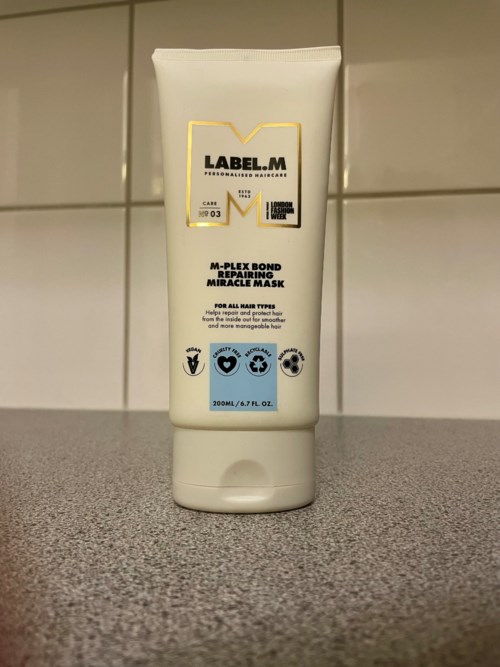 LABEL.M
PERSONALISED HAIRCARE
ESTD
1963
CARE
Nº 03
LONDON
FASHION
WEEK
M-PLEX BOND
REPAIRING
MIRACLE MASK
FOR ALL HAIR TYPES
Helps repair and protect hair
from the inside out for smoother
and more manageable hair
VEGAN
CRUELTY FREE
RECYCLABLE
SULPHATE FREE
200ML / 6.7 FL. OZ.